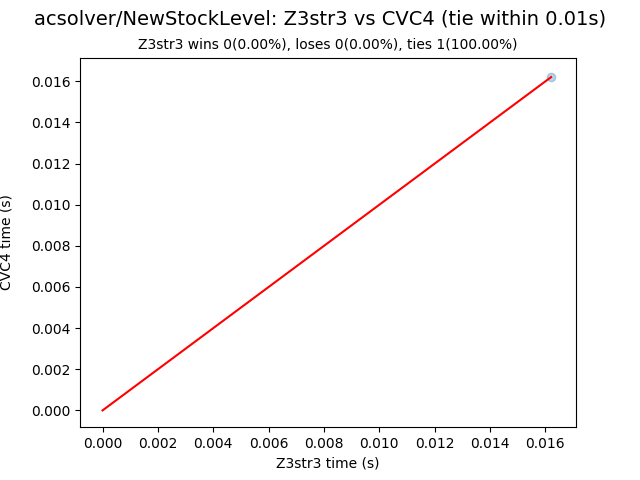 acsolver/NewStockLevel: Z3str3 vs CVC4 (tie within 0.01s)
Z3str3 wins 0(0.00%), loses 0(0.00%), ties 1(100.00%)
CVC4 time (s)
0.016
0.014
0.012
0.010
0.008
0.006
0.004
0.002
0.000
0.000 0.002 0.004 0.006 0.008 0.010 0.012 0.014 0.016
Z3str3 time (s)